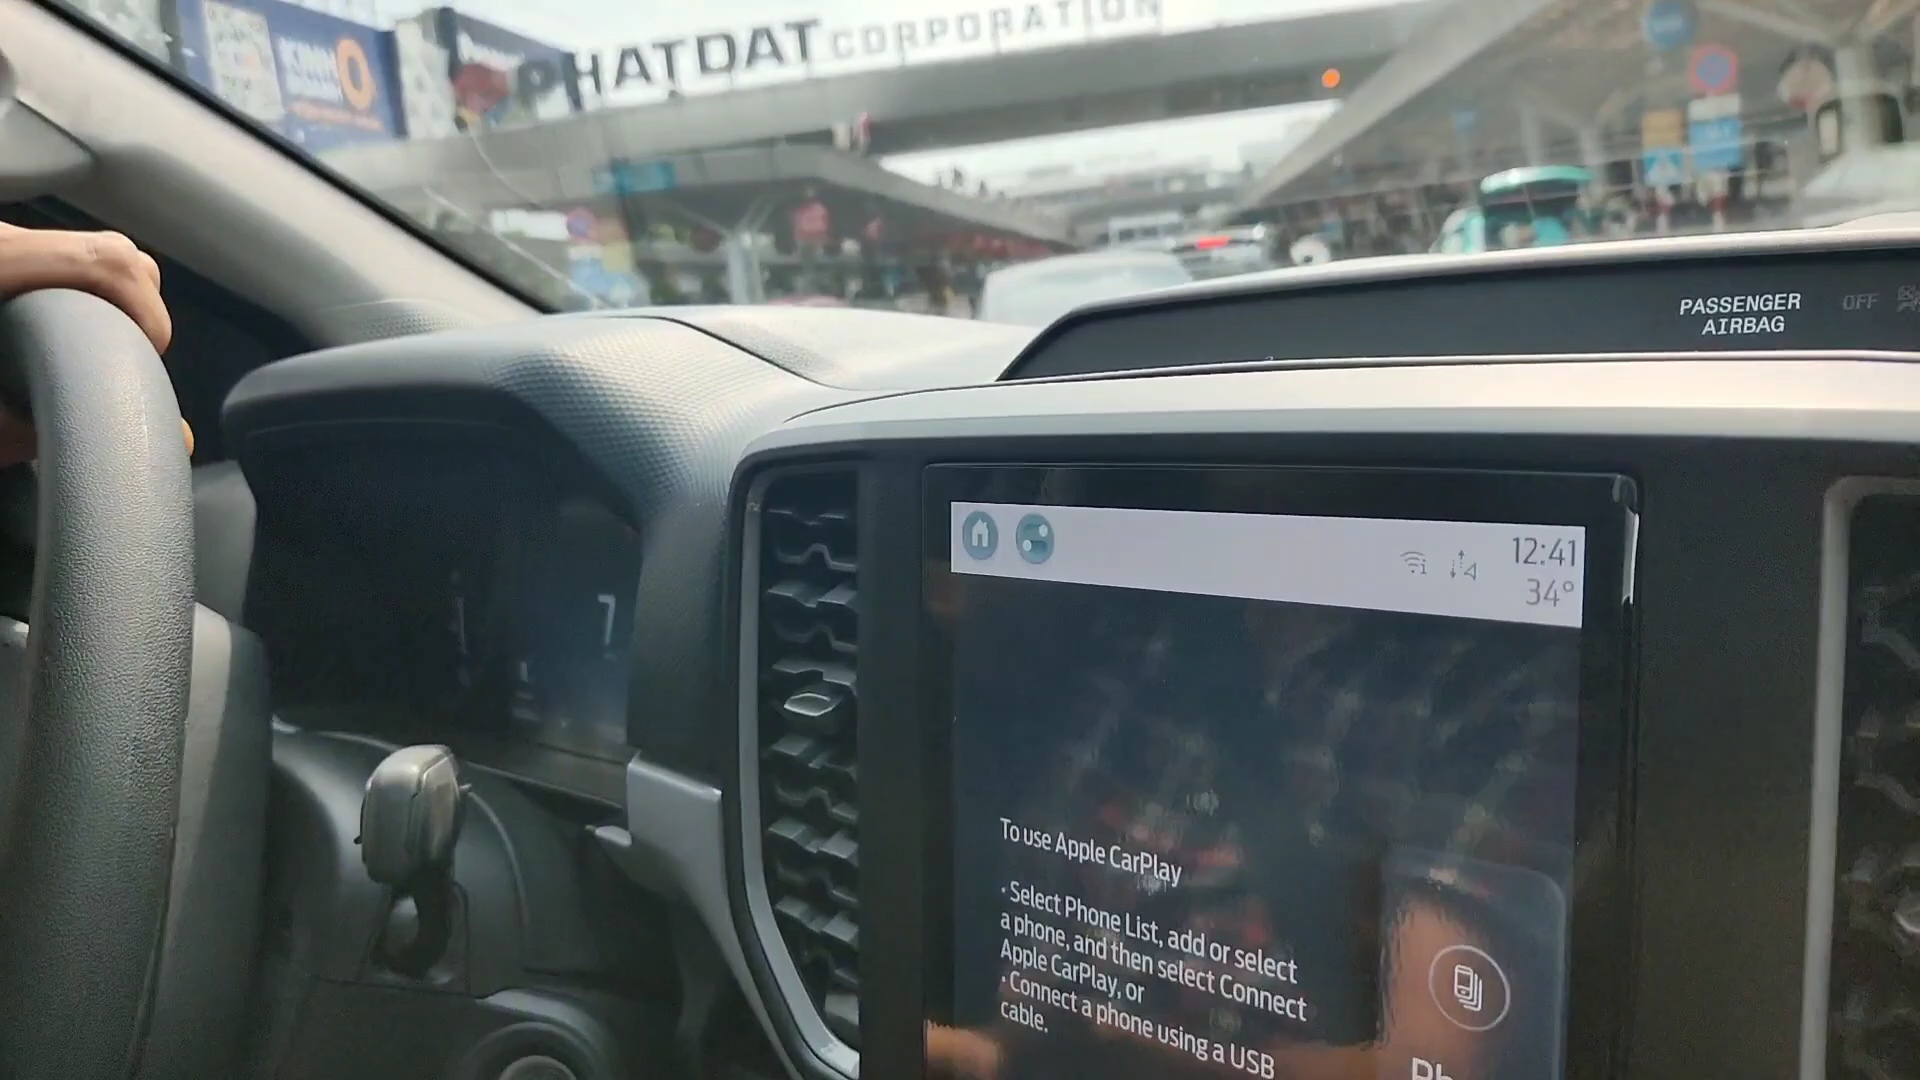 PHATDAT CORPORATION
PASSENGER
AIRBAG
OFF
12:41
34°
7
To use Apple CarPlay
· Select Phone List, add or select
a phone, and then select Connect
Apple CarPlay, or
· Connect a phone using a USB
cable.